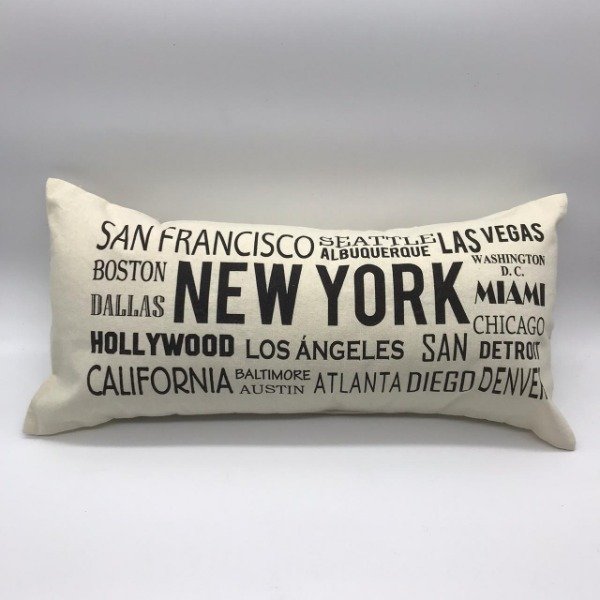 SAN FRANCISCO SEATTLE LAS VEGAS
ALBUQUERQUE
BOSTON NEW YORK WASHINGTON
D.C.
DALLAS MIAMI
CHICAGO
HOLLYWOOD LOS ÁNGELES SAN DETROIT
CALIFORNIA BALTIMORE ATLANTA DIEGO DENVER
AUSTIN